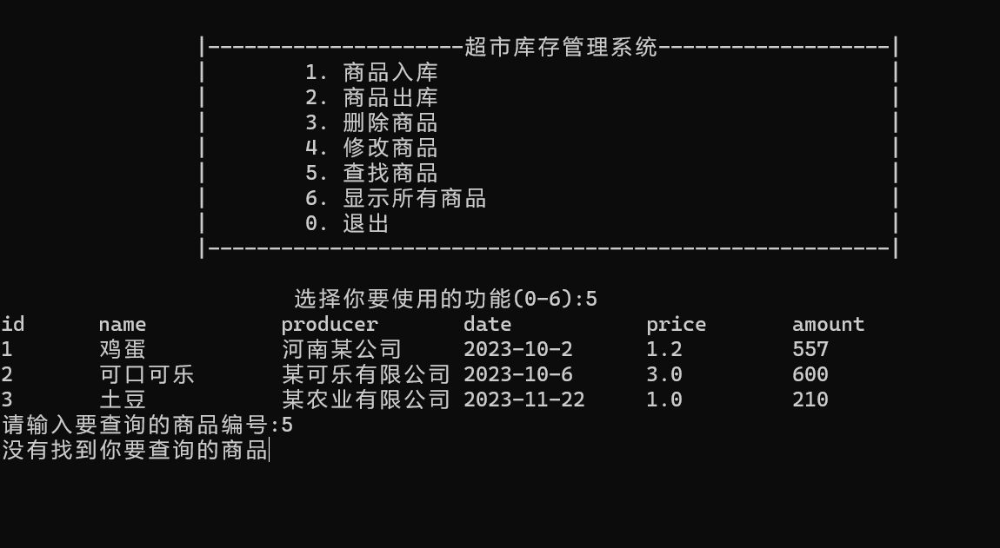 |---------------------超市库存管理系统-------------------|
|        1. 商品入库                                     |
|        2. 商品出库                                     |
|        3. 删除商品                                     |
|        4. 修改商品                                     |
|        5. 查找商品                                     |
|        6. 显示所有商品                                 |
|        0. 退出                                         |
|--------------------------------------------------------|
选择你要使用的功能(0-6):5
id      name           producer       date           price       amount
1       鸡蛋           河南某公司     2023-10-2      1.2         557
2       可口可乐       某可乐有限公司 2023-10-6      3.0         600
3       土豆           某农业有限公司 2023-11-22     1.0         210
请输入要查询的商品编号:5
没有找到你要查询的商品